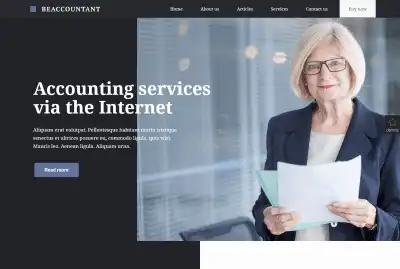 BEACCOUNTANT
Home
About us
Articles
Services
Contact us
Buy now
Accounting services
via the Internet
Aliquam erat volutpat. Pellentesque habitant morbi tristique
senectus et ultrices posuere eu, commodo ligula, quis wisi.
Mauris leo. Aenean ligula. Aliquam urna.
Read more